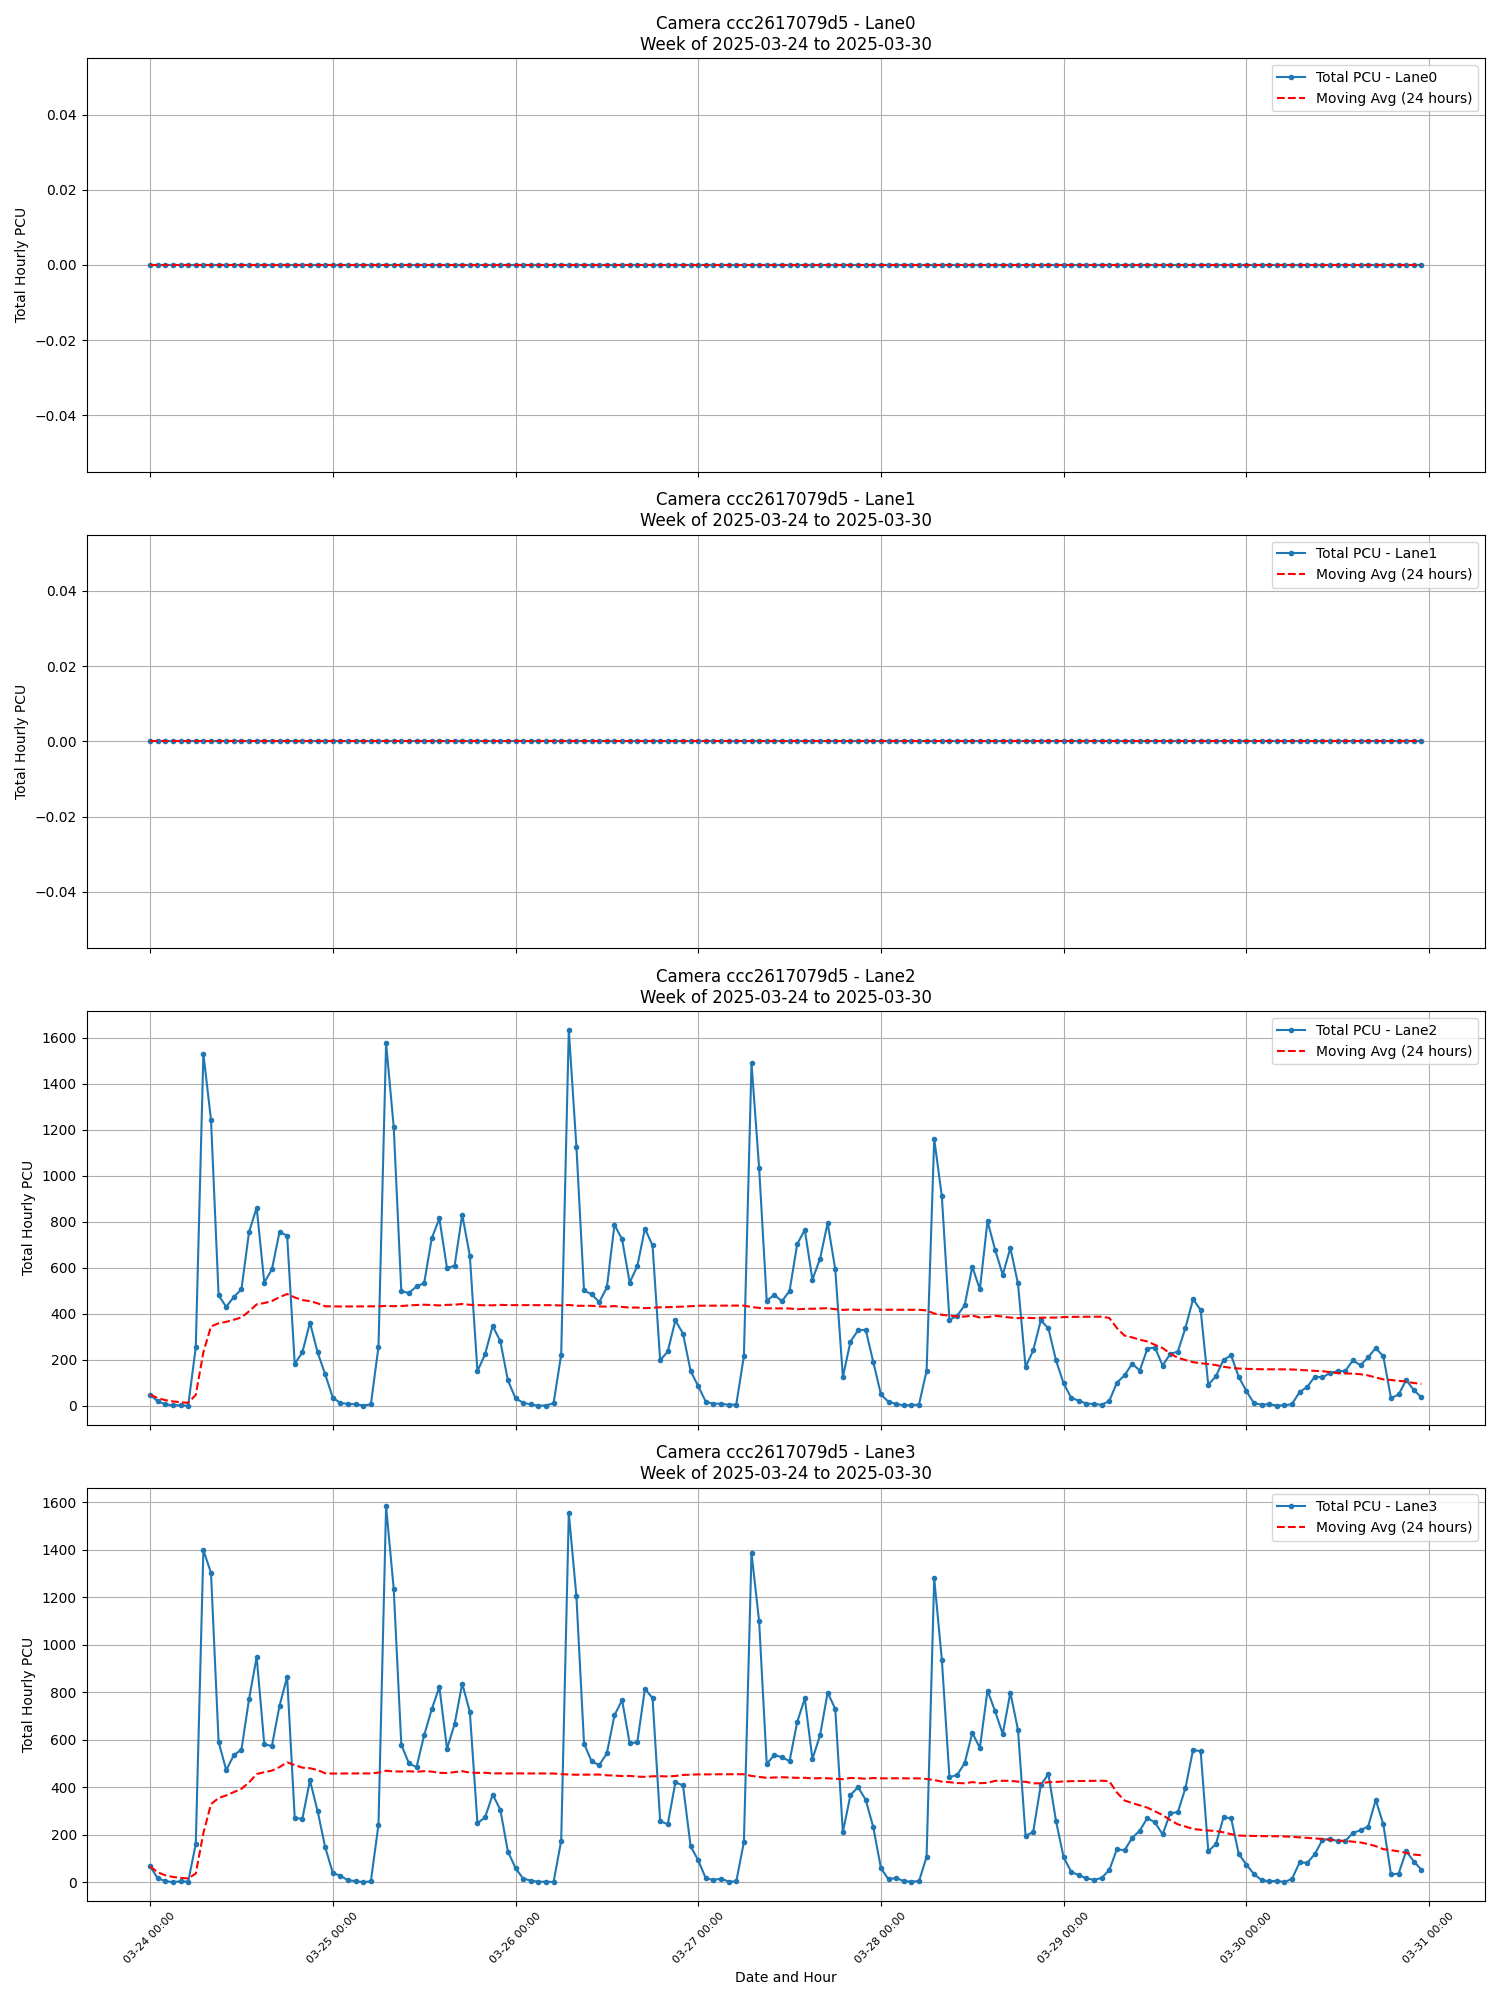 Camera ccc2617079d5 - Lane0
Week of 2025-03-24 to 2025-03-30
Total PCU - Lane0
Moving Avg (24 hours)
0.04
0.02
0.00
−0.02
−0.04
Total Hourly PCU
Camera ccc2617079d5 - Lane1
Week of 2025-03-24 to 2025-03-30
Total PCU - Lane1
Moving Avg (24 hours)
0.04
0.02
0.00
−0.02
−0.04
Total Hourly PCU
Camera ccc2617079d5 - Lane2
Week of 2025-03-24 to 2025-03-30
Total PCU - Lane2
Moving Avg (24 hours)
1600
1400
1200
1000
800
600
400
200
0
Total Hourly PCU
Camera ccc2617079d5 - Lane3
Week of 2025-03-24 to 2025-03-30
Total PCU - Lane3
Moving Avg (24 hours)
1600
1400
1200
1000
800
600
400
200
0
Total Hourly PCU
03-24 00:00
03-25 00:00
03-26 00:00
03-27 00:00
03-28 00:00
03-29 00:00
03-30 00:00
03-31 00:00
Date and Hour